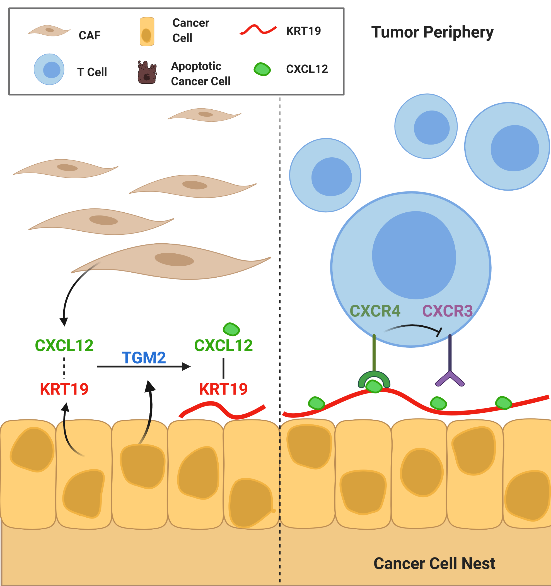 CAF
Cancer
Cell
KRT19
T Cell
Apoptotic
Cancer Cell
CXCL12
Tumor Periphery
CXCR4
CXCR3
CXCL12
TGM2
CXCL12
KRT19
KRT19
Cancer Cell Nest